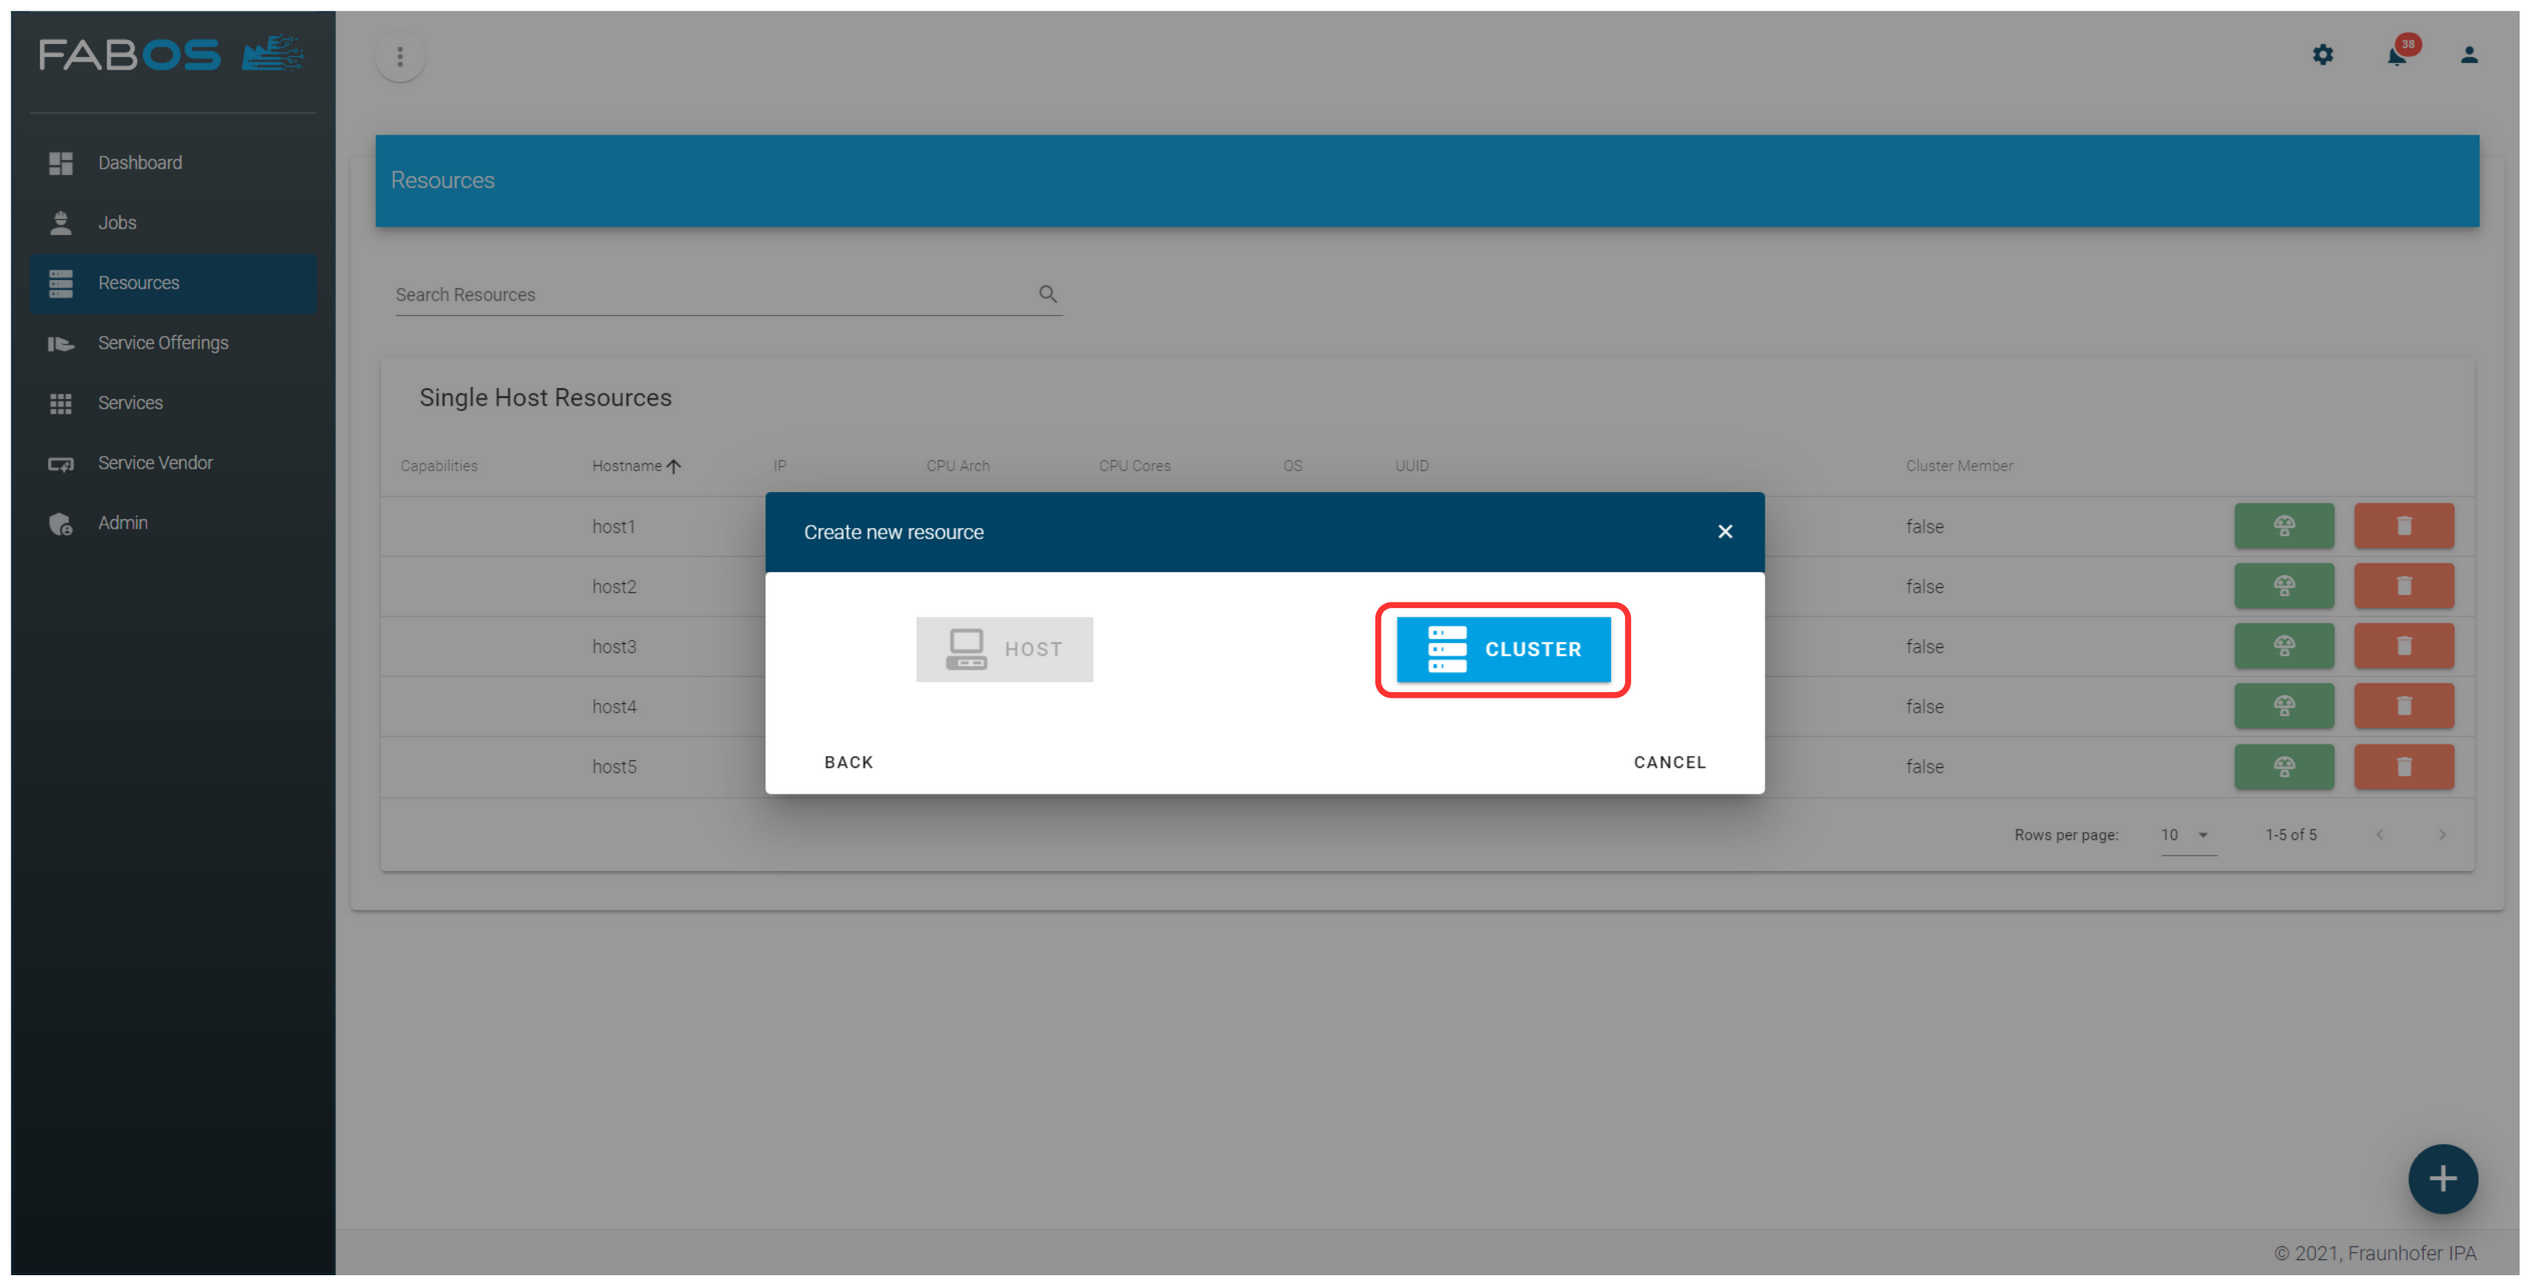 FABOS
38
Dashboard
Jobs
Resources
Service Offerings
Services
Service Vendor
Admin
Resources
Search Resources
Single Host Resources
Capabilities Hostname IP CPU Arch CPU Cores OS UUID Cluster Member
host1 false
host2 false
host3 false
host4 false
host5 false
Create new resource
HOST CLUSTER
BACK CANCEL
Rows per page: 10 1-5 of 5
© 2021, Fraunhofer IPA